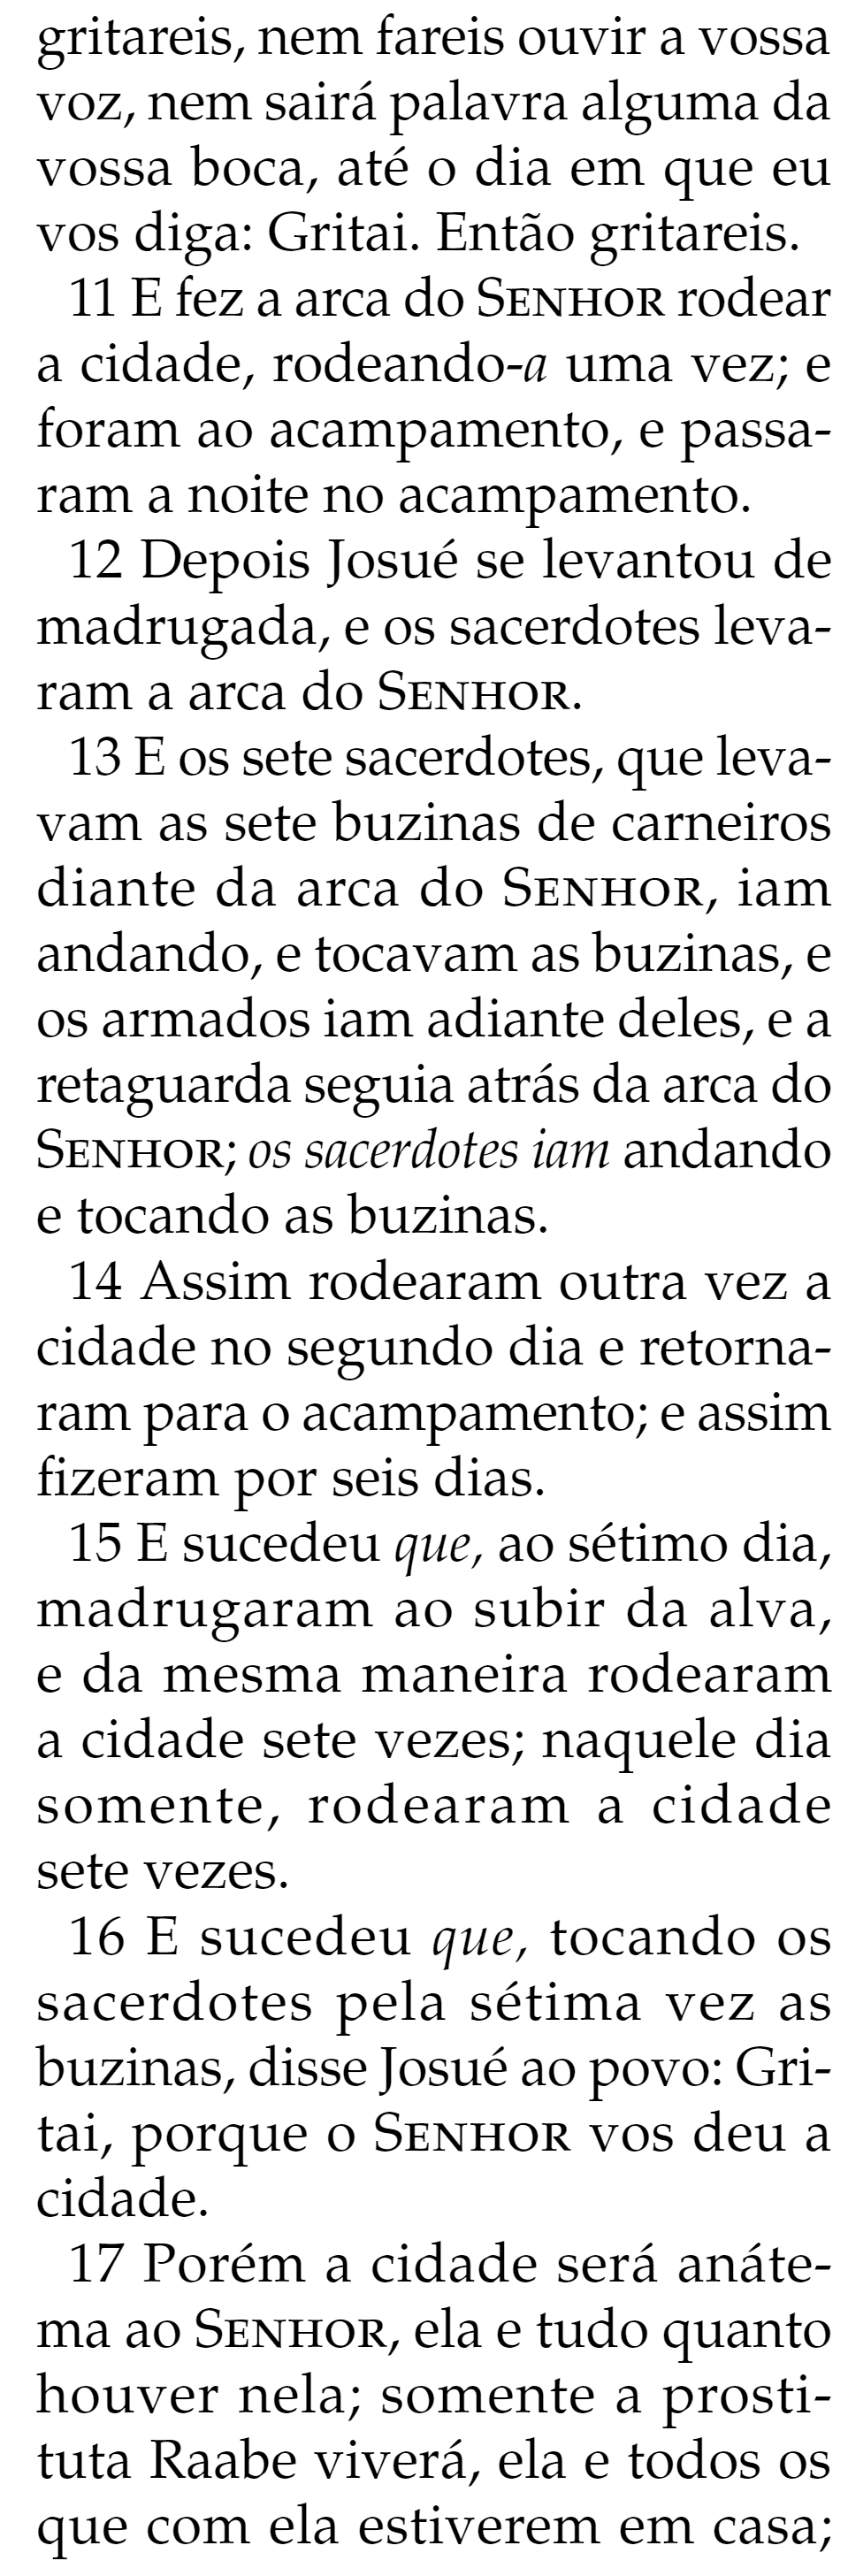 gritareis, nem fareis ouvir a vossa
voz, nem sairá palavra alguma da
vossa boca, até o dia em que eu
vos diga: Gritai. Então gritareis.
11 E fez a arca do SENHOR rodear
a cidade, rodeando-a uma vez; e
foram ao acampamento, e passa-
ram a noite no acampamento.
12 Depois Josué se levantou de
madrugada, e os sacerdotes leva-
ram a arca do SENHOR.
13 E os sete sacerdotes, que leva-
vam as sete buzinas de carneiros
diante da arca do SENHOR, iam
andando, e tocavam as buzinas, e
os armados iam adiante deles, e a
retaguarda seguia atrás da arca do
SENHOR; os sacerdotes iam andando
e tocando as buzinas.
14 Assim rodearam outra vez a
cidade no segundo dia e retorna-
ram para o acampamento; e assim
fizeram por seis dias.
15 E sucedeu que, ao sétimo dia,
madrugaram ao subir da alva,
e da mesma maneira rodearam
a cidade sete vezes; naquele dia
somente, rodearam a cidade
sete vezes.
16 E sucedeu que, tocando os
sacerdotes pela sétima vez as
buzinas, disse Josué ao povo: Gri-
tai, porque o SENHOR vos deu a
cidade.
17 Porém a cidade será anáte-
ma ao SENHOR, ela e tudo quanto
houver nela; somente a prosti-
tuta Raabe viverá, ela e todos os
que com ela estiverem em casa;